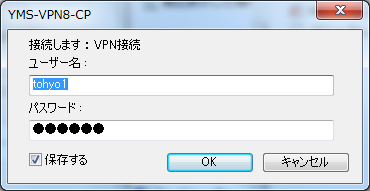 YMS-VPN8-CP
接続します： VPN接続
ユーザー名：
tohyo1
パスワード：
●●●●●●
保存する
OK
キャンセル